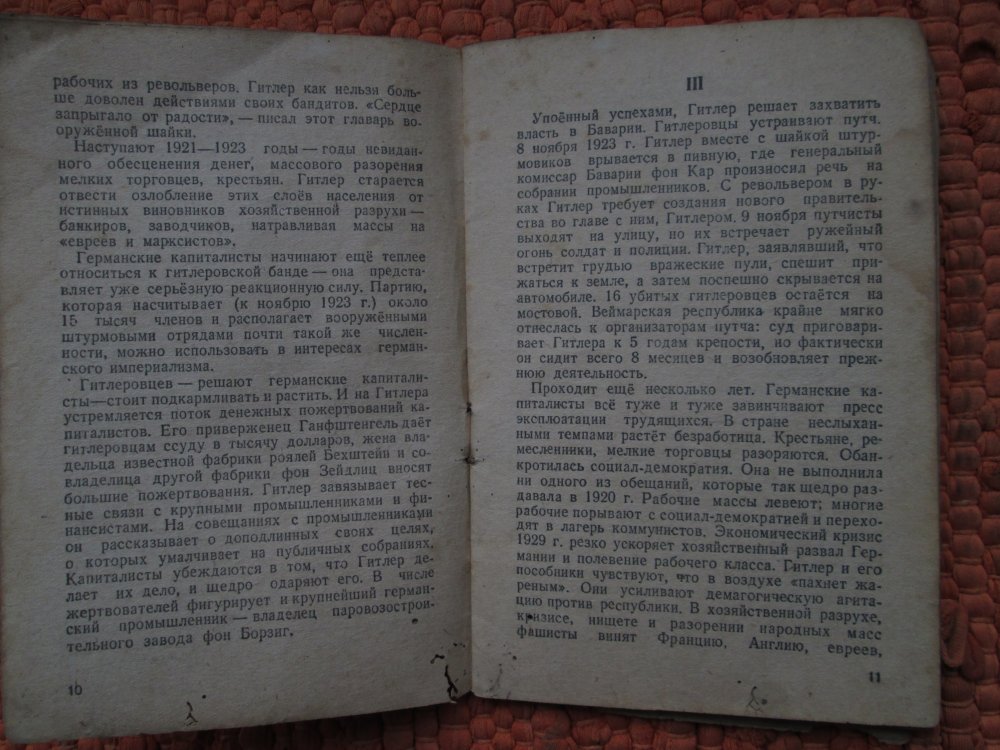 рабочих из револьверов. Гитлер как нельзя боль-
ше доволен действиями своих бандитов. «Сердце
запрыгало от радости», — писал этот главарь во-
оружённой шайки.
Наступают 1921—1923 годы — годы невидан-
ного обесценения денег, массового разорения
мелких торговцев, крестьян. Гитлер старается
отвести озлобление этих слоёв населения от
истинных виновников хозяйственной разрухи —
банкиров, заводчиков, натравливая массы на
«евреев и марксистов».
Германские капиталисты начинают ещё теплее
относиться к гитлеровской банде — она представ-
ляет уже серьёзную реакционную силу. Партию,
которая насчитывает (к ноябрю 1923 г.) около
15 тысяч членов и располагает вооружёнными
штурмовыми отрядами почти такой же числен-
ности, можно использовать в интересах герман-
ского империализма.
Гитлеровцев — решают германские капитали-
сты — стоит подкармливать и растить. И на Гитлера
устремляется поток денежных пожертвований ка-
питалистов. Его приверженец Ганфштенгель даёт
гитлеровцам ссуду в тысячу долларов, жена вла-
дельца известной фабрики роялей Бехштейн и со-
владелица другой фабрики фон Зейдлиц вносят
большие пожертвования. Гитлер завязывает тес-
ные связи с крупными промышленниками и фи-
нансистами. На совещаниях с промышленниками
он рассказывает о доподлинных своих целях,
о которых умалчивает на публичных собраниях.
Капиталисты убеждаются в том, что Гитлер де-
лает их дело, и щедро одаряют его. В числе
жертвователей фигурирует и крупнейший герман-
ский промышленник — владелец паровозострои-
тельного завода фон Борзиг.
10
III
Упоённый успехами, Гитлер решает захватить
власть в Баварии. Гитлеровцы устраивают путч.
8 ноября 1923 г. Гитлер вместе с шайкой штур-
мовиков врывается в пивную, где генеральный
комиссар Баварии фон Кар произносил речь на
собрании промышленников. С револьвером в ру-
ках Гитлер требует создания нового правитель-
ства во главе с ним, Гитлером. 9 ноября путчисты
выходят на улицу, но их встречает ружейный
огонь солдат и полиции. Гитлер, заявлявший, что
встретит грудью вражеские пули, спешит при-
жаться к земле, а затем поспешно скрывается на
автомобиле. 16 убитых гитлеровцев остаётся на
мостовой. Веймарская республика крайне мягко
отнеслась к организаторам путча: суд приговари-
вает Гитлера к 5 годам крепости, но фактически
он сидит всего 8 месяцев и возобновляет преж-
нюю деятельность.
Проходит ещё несколько лет. Германские ка-
питалисты всё туже и туже завинчивают пресс
эксплоатации трудящихся. В стране неслыхан-
ными темпами растёт безработица. Крестьяне, ре-
месленники, мелкие торговцы разоряются. Обан-
кротилась социал-демократия. Она не выполнила
ни одного из обещаний, которые так щедро раз-
давала в 1920 г. Рабочие массы левеют; многие
рабочие порывают с социал-демократией и перехо-
дят в лагерь коммунистов. Экономический кризис
1929 г. резко ускоряет хозяйственный развал Гер-
мании и полевение рабочего класса. Гитлер и его
пособники чувствуют, что в воздухе «пахнет жа-
реным». Они усиливают демагогическую агита-
цию против республики. В хозяйственной разрухе,
кризисе, нищете и разорении народных масс
фашисты винят Францию, Англию, евреев,
11